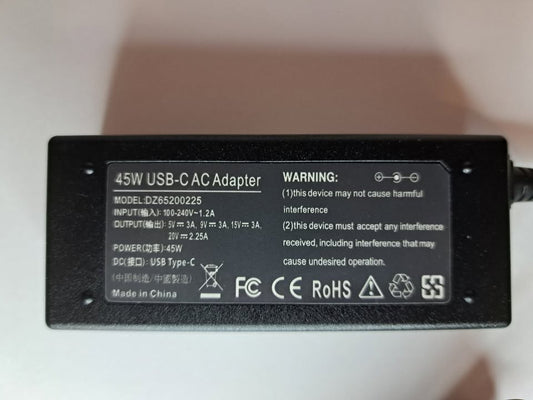 45W USB-C AC Adapter
MODEL:DZ65200225
INPUT(输入): 100-240V~1.2A
OUTPUT(输出): 5V⎓3A, 9V⎓3A, 15V⎓3A,
20V⎓2.25A
POWER(功率):45W
DC(接口): USB Type-C
(中国制造/中國製造)
Made in China
WARNING:
(1)this device may not cause harmful
interference
(2)this device must accept any interference
received, including interference that may
cause undesired operation.
FC CE RoHS